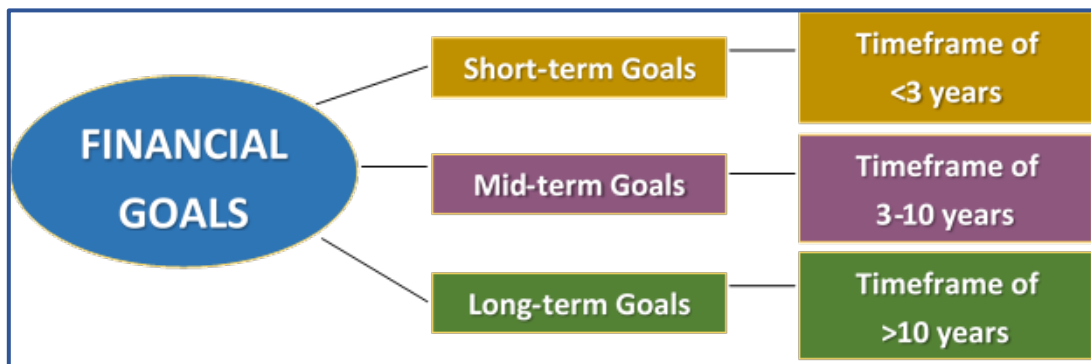 FINANCIAL
GOALS
Short-term Goals
Timeframe of
<3 years
Mid-term Goals
Timeframe of
3-10 years
Long-term Goals
Timeframe of
>10 years